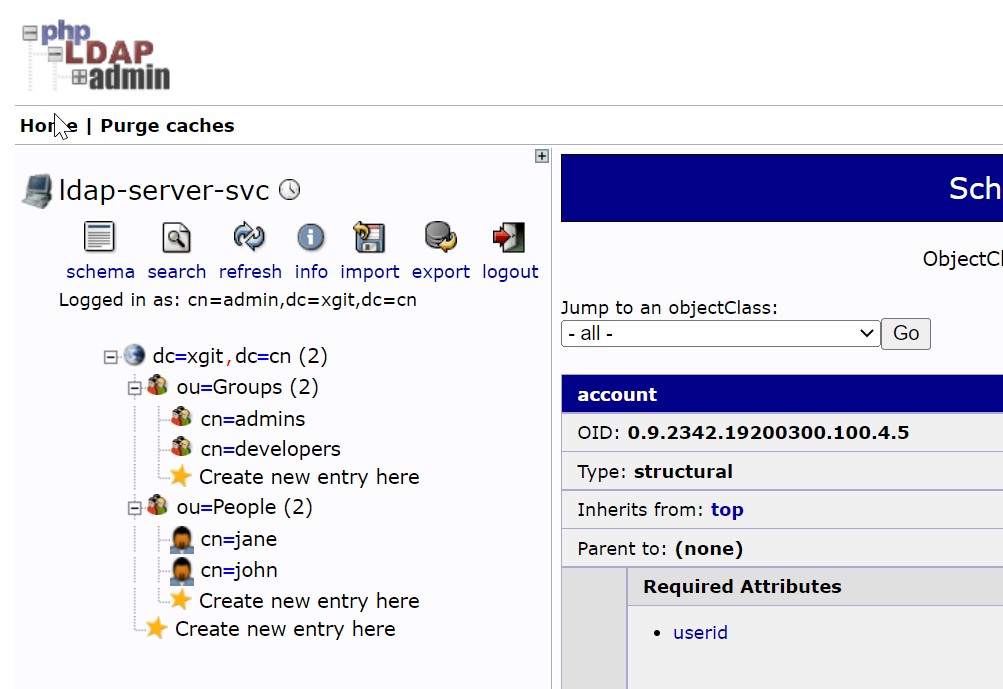 php
LDAP
admin
Home | Purge caches
ldap-server-svc
schema search refresh info import export logout
Logged in as: cn=admin,dc=xgit,dc=cn
dc=xgit,dc=cn (2)
ou=Groups (2)
cn=admins
cn=developers
Create new entry here
ou=People (2)
cn=jane
cn=john
Create new entry here
Create new entry here
Sch
ObjectCl
Jump to an objectClass:
- all - Go
account
OID: 0.9.2342.19200300.100.4.5
Type: structural
Inherits from: top
Parent to: (none)
Required Attributes
• userid